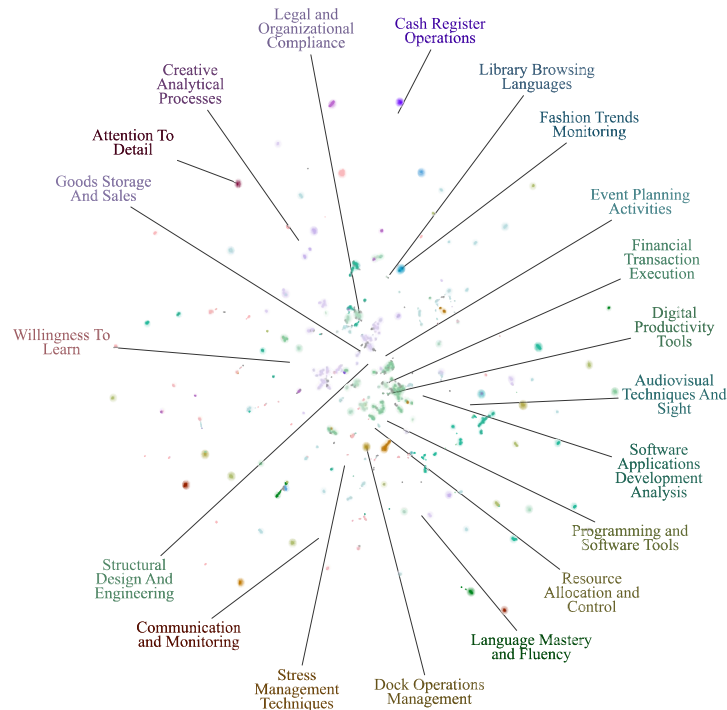 Legal and
Organizational
Compliance
Cash Register
Operations
Creative
Analytical
Processes
Library Browsing
Languages
Attention To
Detail
Fashion Trends
Monitoring
Goods Storage
And Sales
Event Planning
Activities
Financial
Transaction
Execution
Willingness To
Learn
Digital
Productivity
Tools
Audiovisual
Techniques And
Sight
Software
Applications
Development
Analysis
Programming and
Software Tools
Structural
Design And
Engineering
Resource
Allocation and
Control
Communication
and Monitoring
Language Mastery
and Fluency
Stress
Management
Techniques
Dock Operations
Management